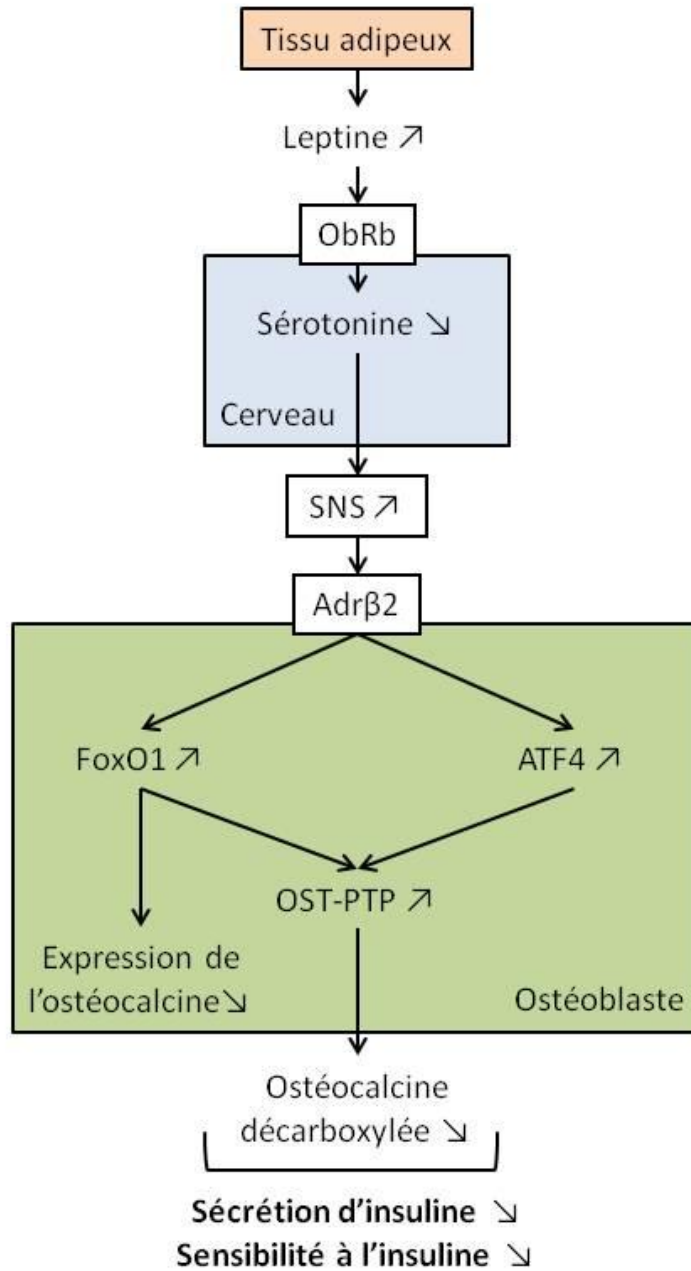 Tissu adipeux
Leptine ↗
ObRb
Sérotonine ↘
Cerveau
SNS ↗
Adrβ2
FoxO1 ↗
ATF4 ↗
OST-PTP ↗
Expression de
l'ostéocalcine↘
Ostéoblaste
Ostéocalcine
décarboxylée ↘
Sécrétion d'insuline ↘
Sensibilité à l'insuline ↘